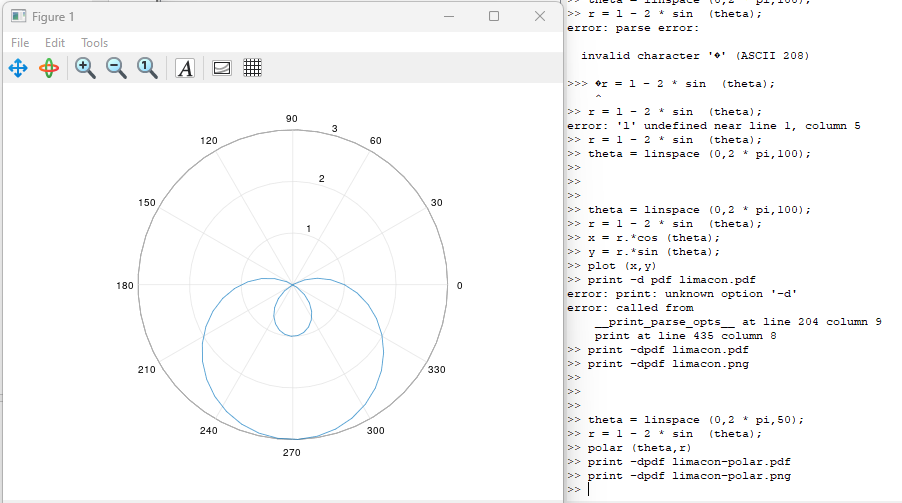 Figure 1
File Edit Tools
A
90
120
3
60
2
150
30
1
180
0
210
330
240
300
270
>> theta = linspace (0,2 * pi,100);
>> r = 1 - 2 * sin  (theta);
error: parse error:
  invalid character '�' (ASCII 208)
>>> �r = 1 - 2 * sin  (theta);
    ^
>> r = l - 2 * sin  (theta);
error: 'l' undefined near line 1, column 5
>> r = 1 - 2 * sin  (theta);
>> theta = linspace (0,2 * pi,100);
>>
>>
>>
>> theta = linspace (0,2 * pi,100);
>> r = 1 - 2 * sin  (theta);
>> x = r.*cos (theta);
>> y = r.*sin (theta);
>> plot (x,y)
>> print -d pdf limacon.pdf
error: print: unknown option '-d'
error: called from
    __print_parse_opts__ at line 204 column 9
    print at line 435 column 8
>> print -dpdf limacon.pdf
>> print -dpdf limacon.png
>>
>>
>>
>> theta = linspace (0,2 * pi,50);
>> r = 1 - 2 * sin  (theta);
>> polar (theta,r)
>> print -dpdf limacon-polar.pdf
>> print -dpdf limacon-polar.png
>>